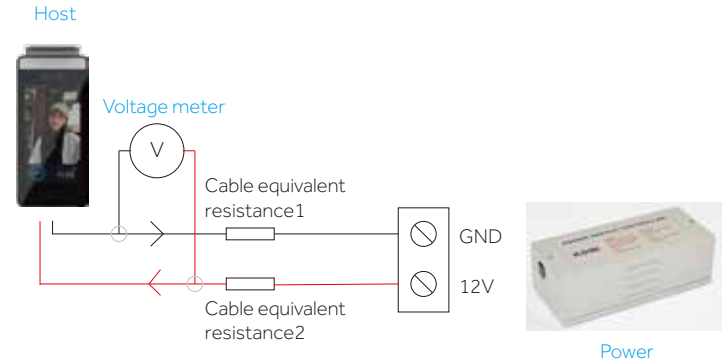 Host
Voltage meter
V
Cable equivalent
resistance1
GND
12V
Cable equivalent
resistance2
Power